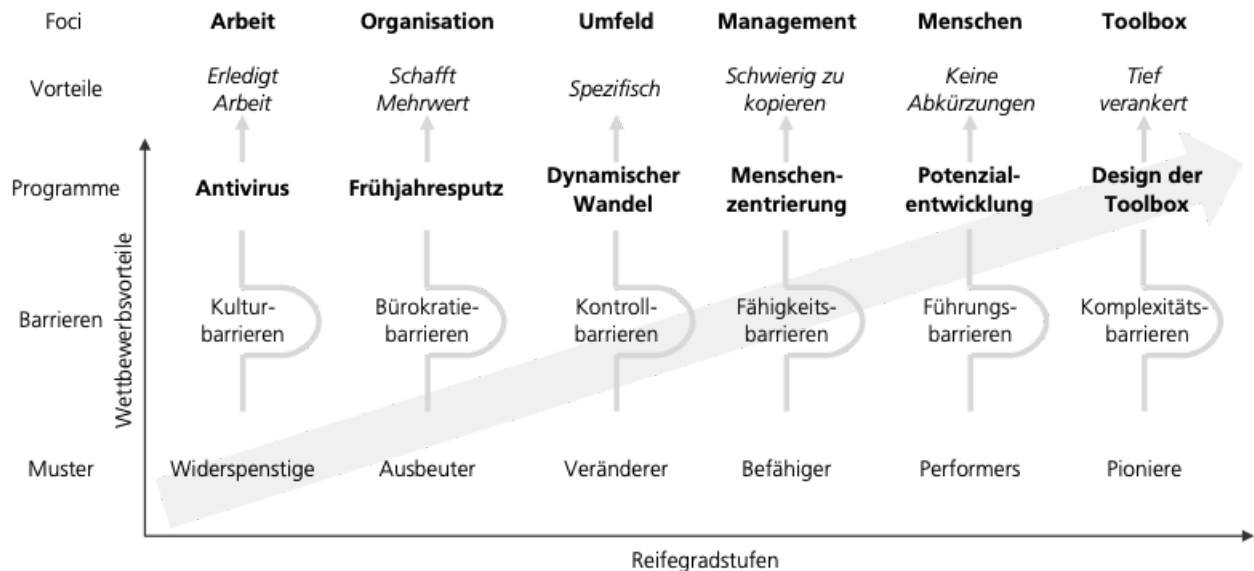 Foci Arbeit Organisation Umfeld Management Menschen Toolbox
Vorteile
Erledigt
Arbeit
Schafft
Mehrwert
Spezifisch
Schwierig zu
kopieren
Keine
Abkürzungen
Tief
verankert
Programme
Antivirus
Frühjahresputz
Dynamischer
Wandel
Menschen-
zentrierung
Potenzial-
entwicklung
Design der
Toolbox
Wettbewerbsvorteile
Barrieren
Kultur-
barrieren
Bürokratie-
barrieren
Kontroll-
barrieren
Fähigkeits-
barrieren
Führungs-
barrieren
Komplexitäts-
barrieren
Muster Widerspenstige Ausbeuter Veränderer Befähiger Performers Pioniere
Reifegradstufen